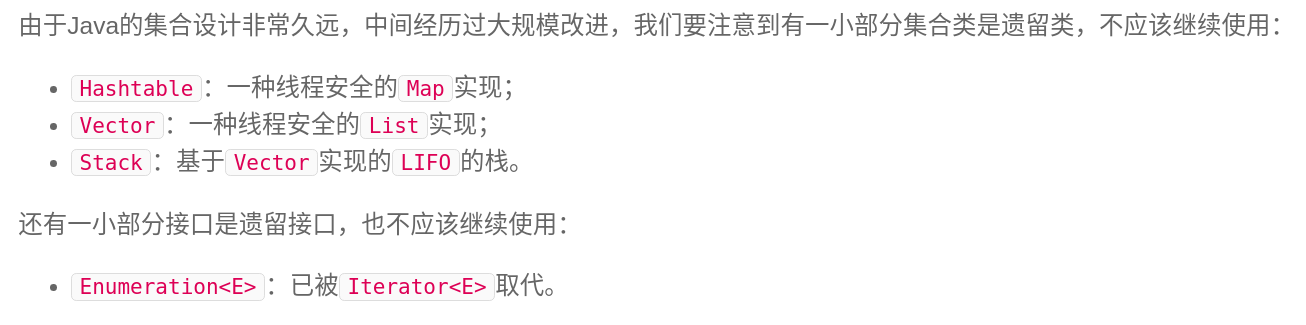 由于Java的集合设计非常久远，中间经历过大规模改进，我们要注意到有一小部分集合类是遗留类，不应该继续使用：
Hashtable：一种线程安全的Map实现；
Vector：一种线程安全的List实现；
Stack：基于Vector实现的LIFO的栈。
还有一小部分接口是遗留接口，也不应该继续使用：
Enumeration<E>：已被Iterator<E>取代。